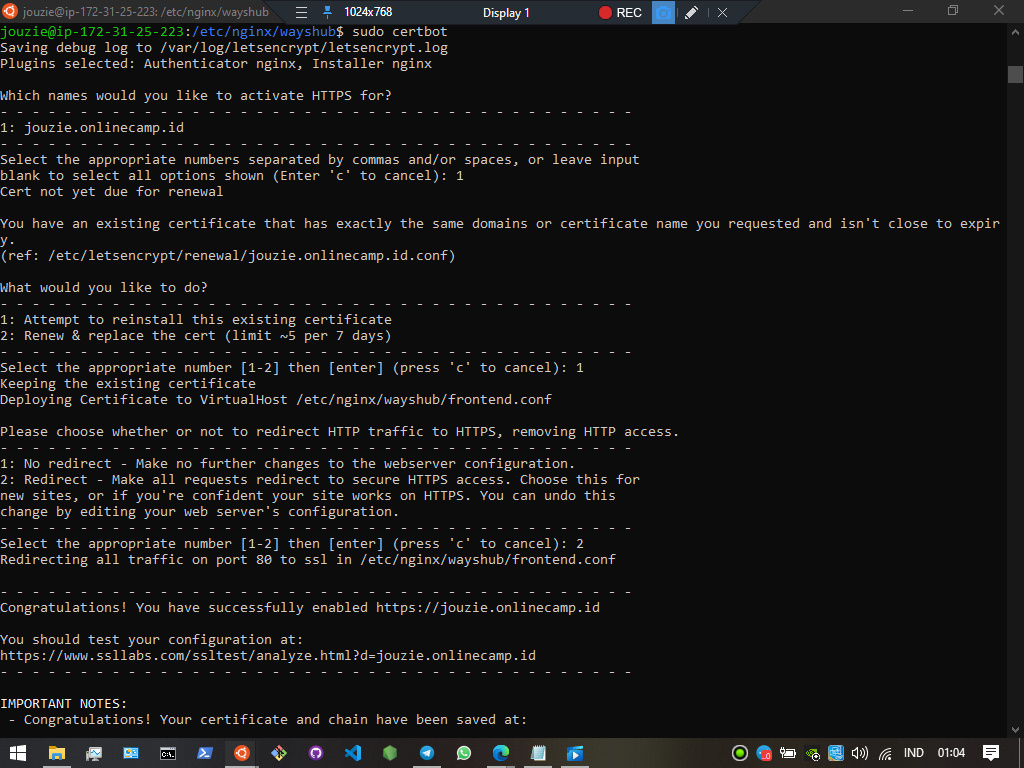 jouzie@ip-172-31-25-223: /etc/nginx/wayshub
1024x768
Display 1
REC
jouzie@ip-172-31-25-223:/etc/nginx/wayshub$ sudo certbot
Saving debug log to /var/log/letsencrypt/letsencrypt.log
Plugins selected: Authenticator nginx, Installer nginx
Which names would you like to activate HTTPS for?
- - - - - - - - - - - - - - - - - - - - - - - - - - - - - - - - - - - - - - - -
1: jouzie.onlinecamp.id
- - - - - - - - - - - - - - - - - - - - - - - - - - - - - - - - - - - - - - - -
Select the appropriate numbers separated by commas and/or spaces, or leave input
blank to select all options shown (Enter 'c' to cancel): 1
Cert not yet due for renewal
You have an existing certificate that has exactly the same domains or certificate name you requested and isn't close to expir
y.
(ref: /etc/letsencrypt/renewal/jouzie.onlinecamp.id.conf)
What would you like to do?
- - - - - - - - - - - - - - - - - - - - - - - - - - - - - - - - - - - - - - - -
1: Attempt to reinstall this existing certificate
2: Renew & replace the cert (limit ~5 per 7 days)
- - - - - - - - - - - - - - - - - - - - - - - - - - - - - - - - - - - - - - - -
Select the appropriate number [1-2] then [enter] (press 'c' to cancel): 1
Keeping the existing certificate
Deploying Certificate to VirtualHost /etc/nginx/wayshub/frontend.conf
Please choose whether or not to redirect HTTP traffic to HTTPS, removing HTTP access.
- - - - - - - - - - - - - - - - - - - - - - - - - - - - - - - - - - - - - - - -
1: No redirect - Make no further changes to the webserver configuration.
2: Redirect - Make all requests redirect to secure HTTPS access. Choose this for
new sites, or if you're confident your site works on HTTPS. You can undo this
change by editing your web server's configuration.
- - - - - - - - - - - - - - - - - - - - - - - - - - - - - - - - - - - - - - - -
Select the appropriate number [1-2] then [enter] (press 'c' to cancel): 2
Redirecting all traffic on port 80 to ssl in /etc/nginx/wayshub/frontend.conf
- - - - - - - - - - - - - - - - - - - - - - - - - - - - - - - - - - - - - - - -
Congratulations! You have successfully enabled https://jouzie.onlinecamp.id
You should test your configuration at:
https://www.ssllabs.com/ssltest/analyze.html?d=jouzie.onlinecamp.id
- - - - - - - - - - - - - - - - - - - - - - - - - - - - - - - - - - - - - - - -
IMPORTANT NOTES:
- Congratulations! Your certificate and chain have been saved at:
IND
01:04